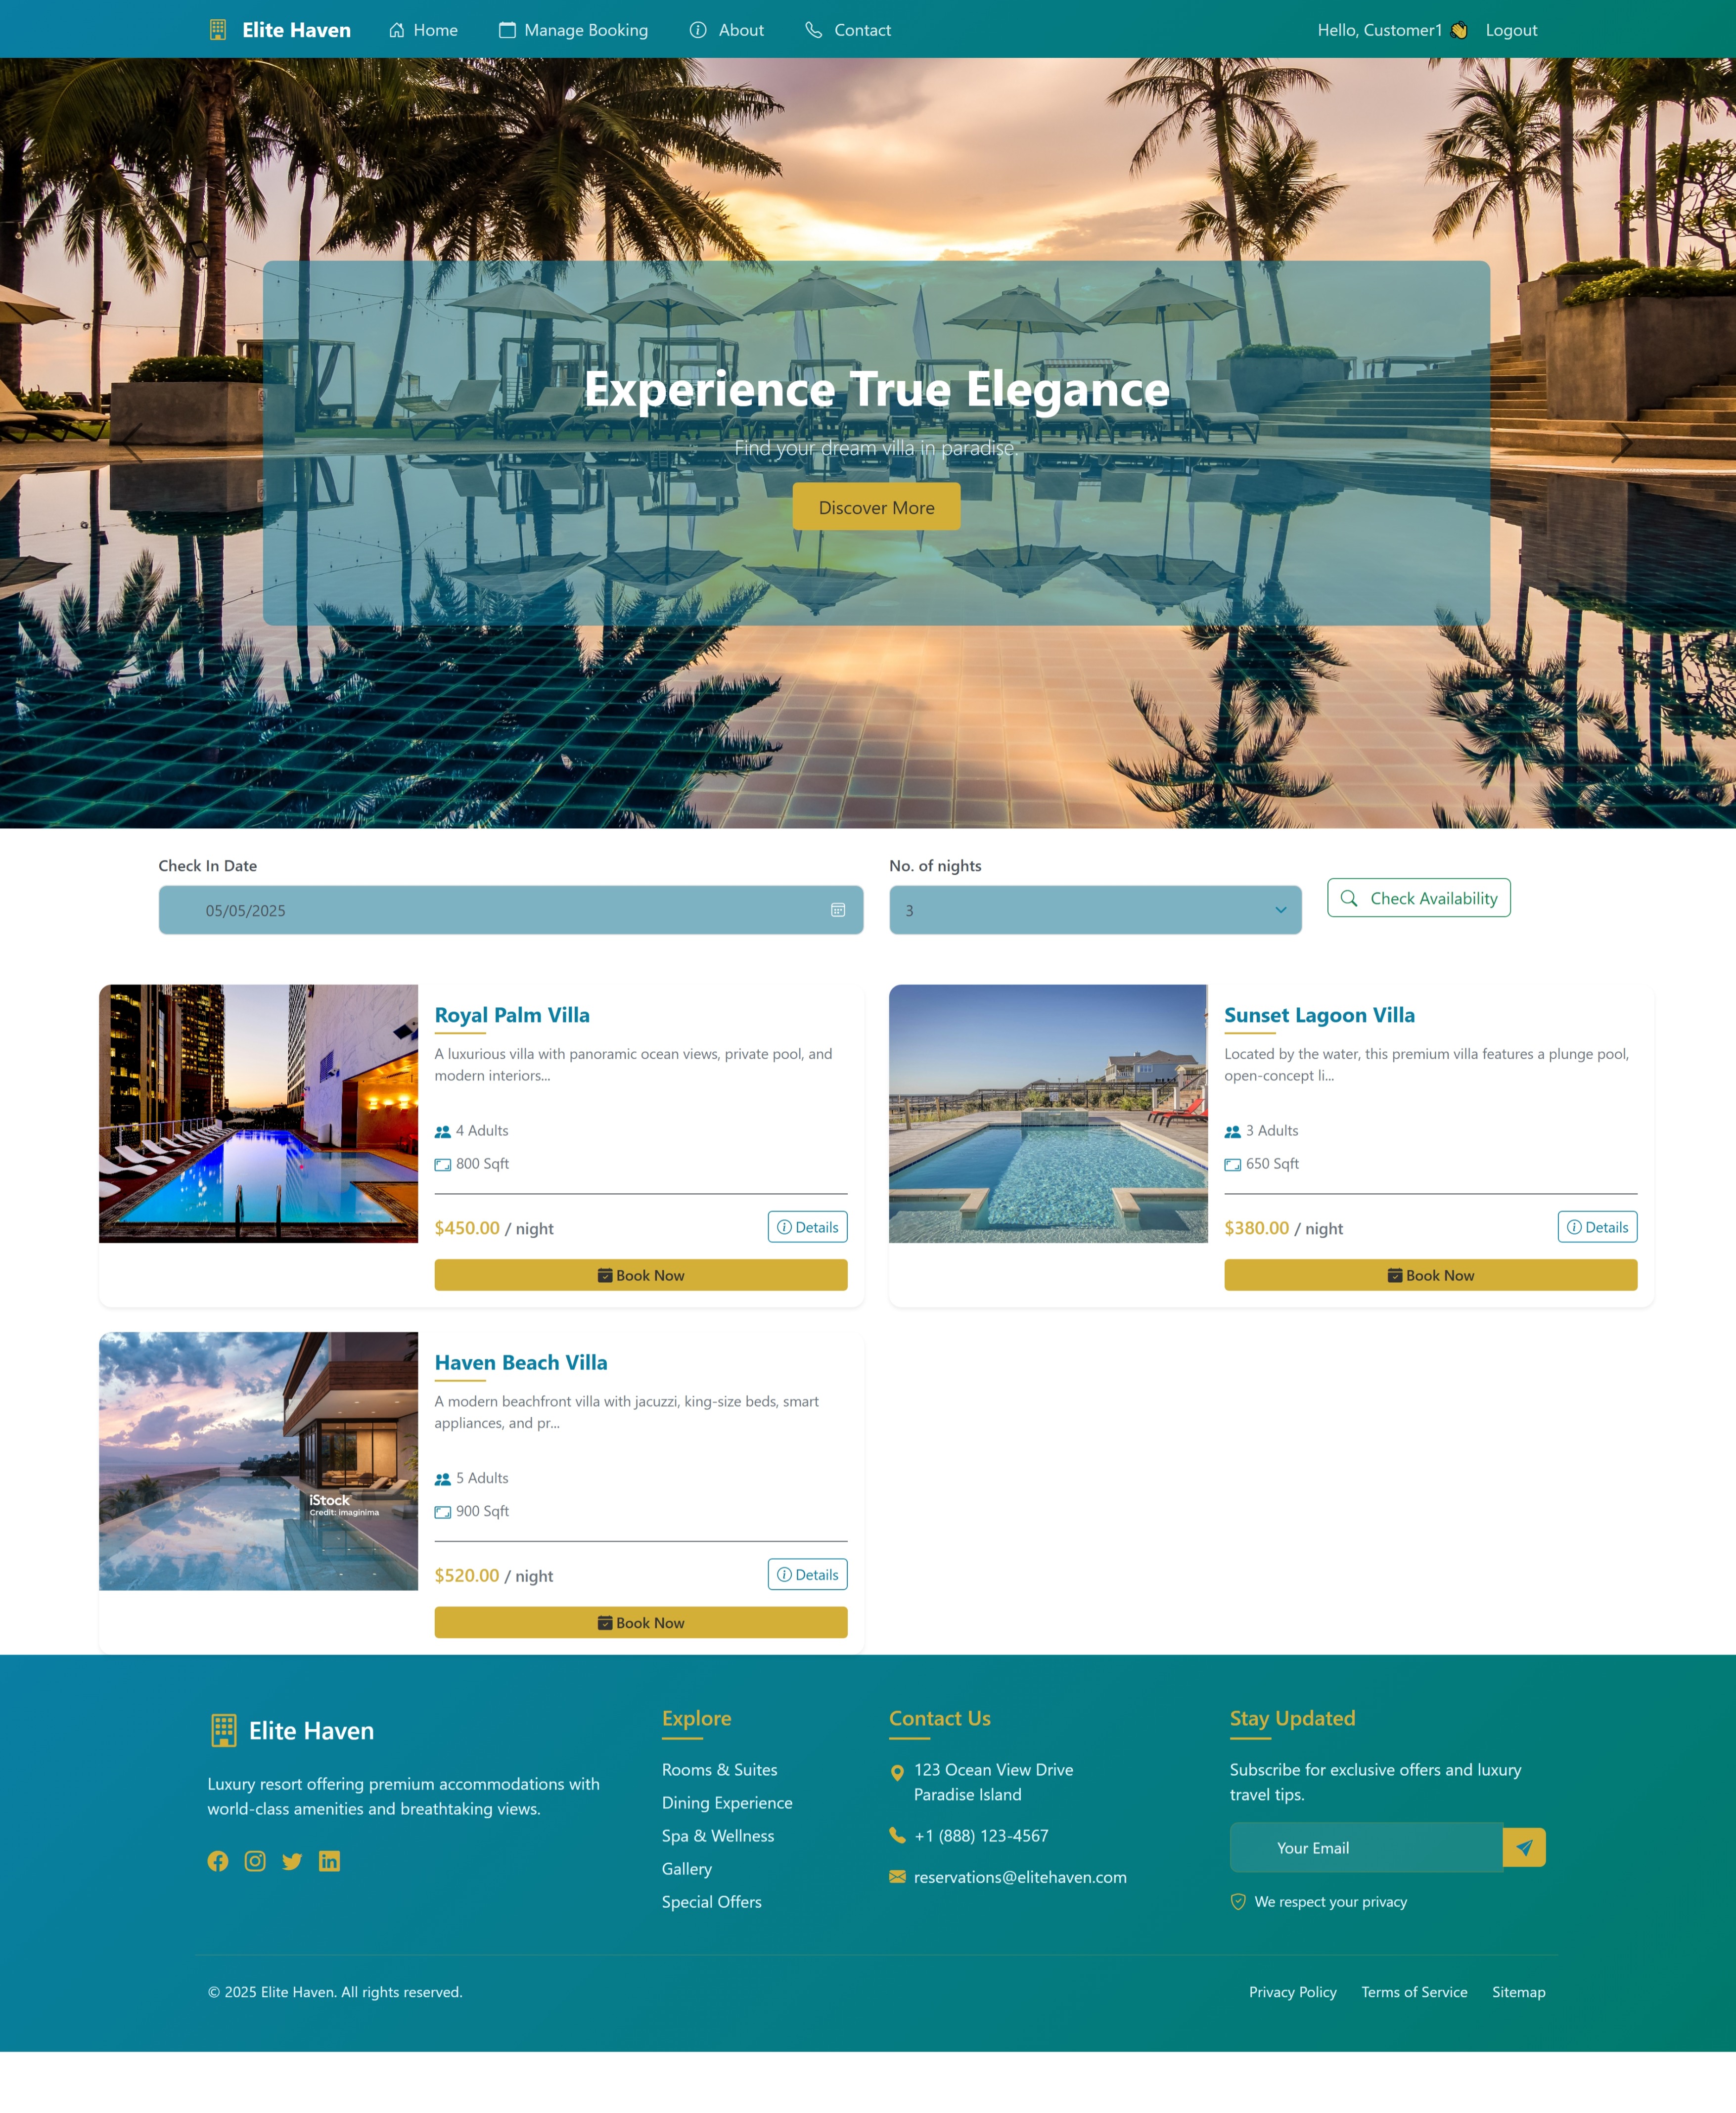 Elite Haven
Home
Manage Booking
About
Contact
Hello, Customer1 👋
Logout
Experience True Elegance
Find your dream villa in paradise.
Discover More
Check In Date
No. of nights
05/05/2025
3
Check Availability
Royal Palm Villa
A luxurious villa with panoramic ocean views, private pool, and
modern interiors...
4 Adults
800 Sqft
$450.00 / night
Details
Book Now
Sunset Lagoon Villa
Located by the water, this premium villa features a plunge pool,
open-concept li...
3 Adults
650 Sqft
$380.00 / night
Details
Book Now
iStock
Credit: imaginima
Haven Beach Villa
A modern beachfront villa with jacuzzi, king-size beds, smart
appliances, and pr...
5 Adults
900 Sqft
$520.00 / night
Details
Book Now
Elite Haven
Luxury resort offering premium accommodations with
world-class amenities and breathtaking views.
Explore
Rooms & Suites
Dining Experience
Spa & Wellness
Gallery
Special Offers
Contact Us
123 Ocean View Drive
Paradise Island
+1 (888) 123-4567
reservations@elitehaven.com
Stay Updated
Subscribe for exclusive offers and luxury
travel tips.
Your Email
We respect your privacy
© 2025 Elite Haven. All rights reserved.
Privacy Policy
Terms of Service
Sitemap